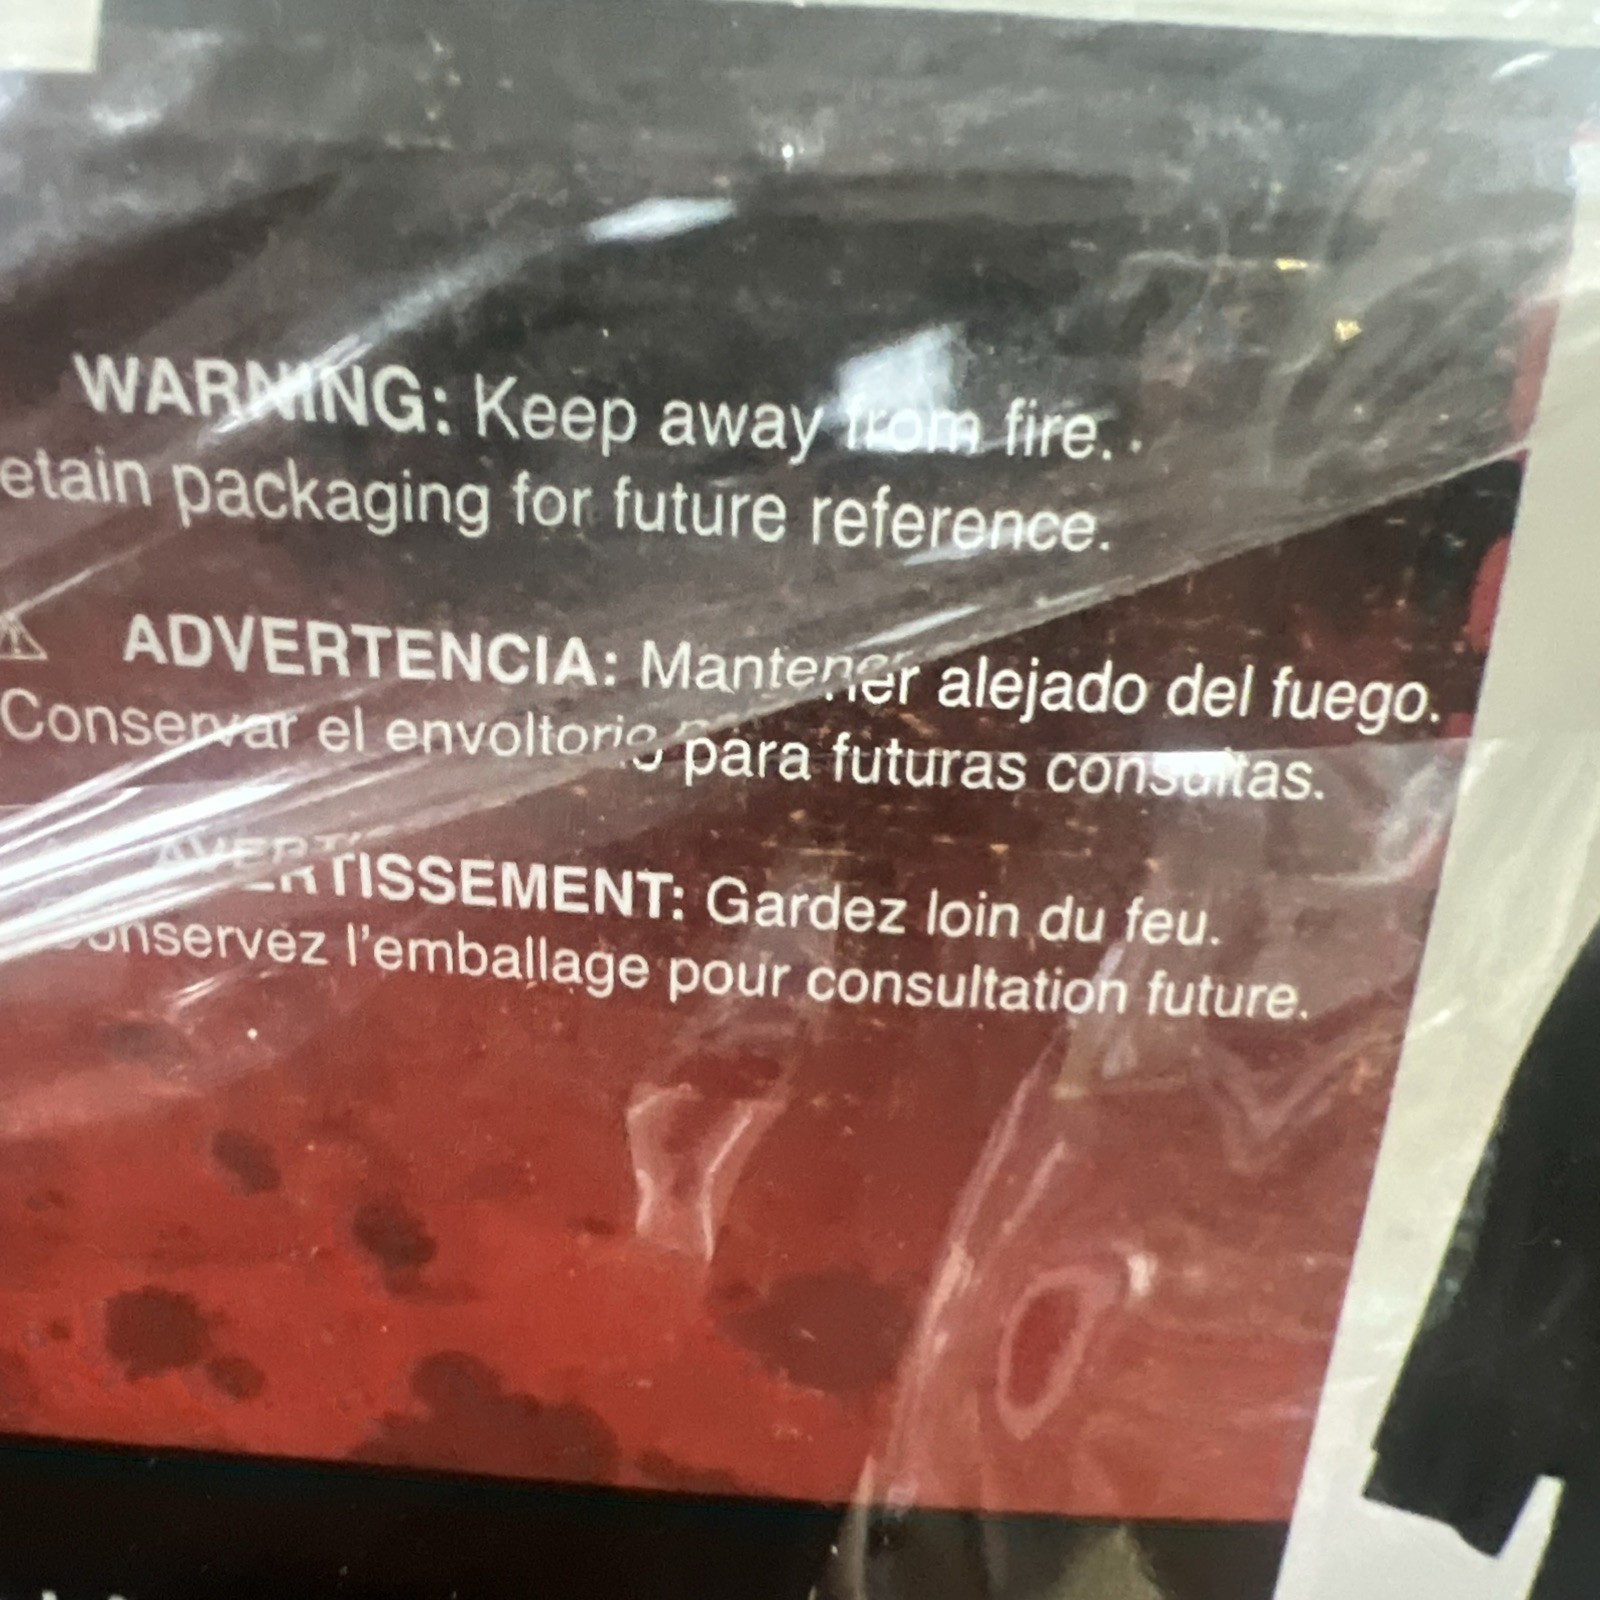 WARNING: Keep away from fire.
etain packaging for future reference.
ADVERTENCIA: Mantener alejado del fuego.
Conservar el envoltorio para futuras consultas.
AVERTISSEMENT: Gardez loin du feu.
onservez l'emballage pour consultation future.